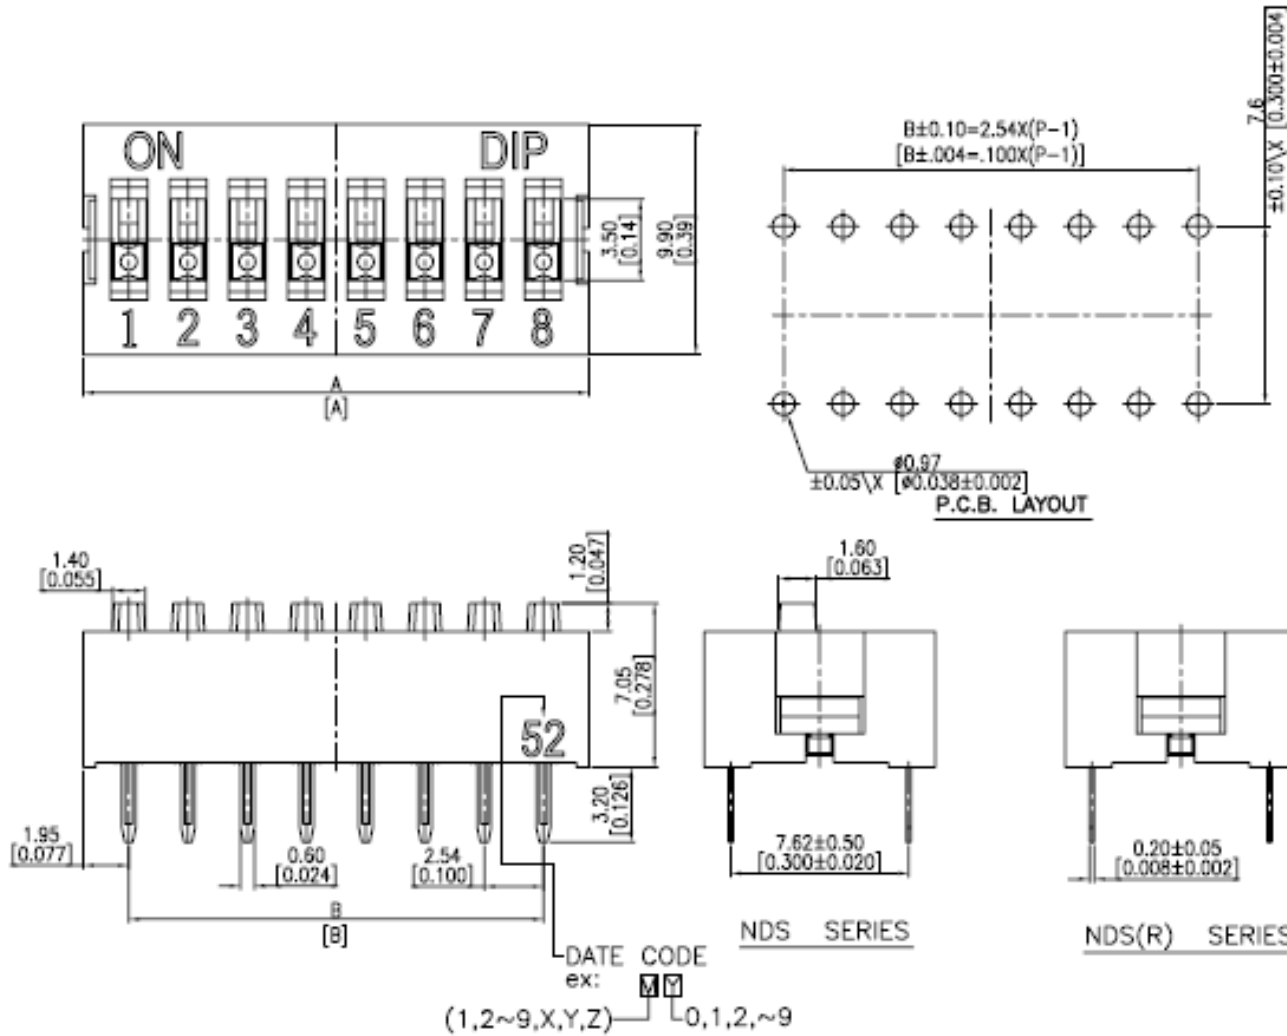 ON DIP
1 2 3 4 5 6 7 8
3.50
[0.14]
9.90
[0.39]
A
[A]
B±0.10=2.54X(P-1)
[B±.004=.100X(P-1)]
7.6
±0.10\X [0.300±0.004]
ø0.97
±0.05\X [ø0.038±0.002]
P.C.B. LAYOUT
1.40
[0.055]
1.20
[0.047]
7.05
[0.278]
52
3.20
[0.126]
1.95
[0.077]
0.60
[0.024]
2.54
[0.100]
B
[B]
DATE CODE
ex:
M Y
(1,2~9,X,Y,Z)
0,1,2,~9
1.60
[0.063]
7.62±0.50
[0.300±0.020]
NDS SERIES
0.20±0.05
[0.008±0.002]
NDS(R) SERIES